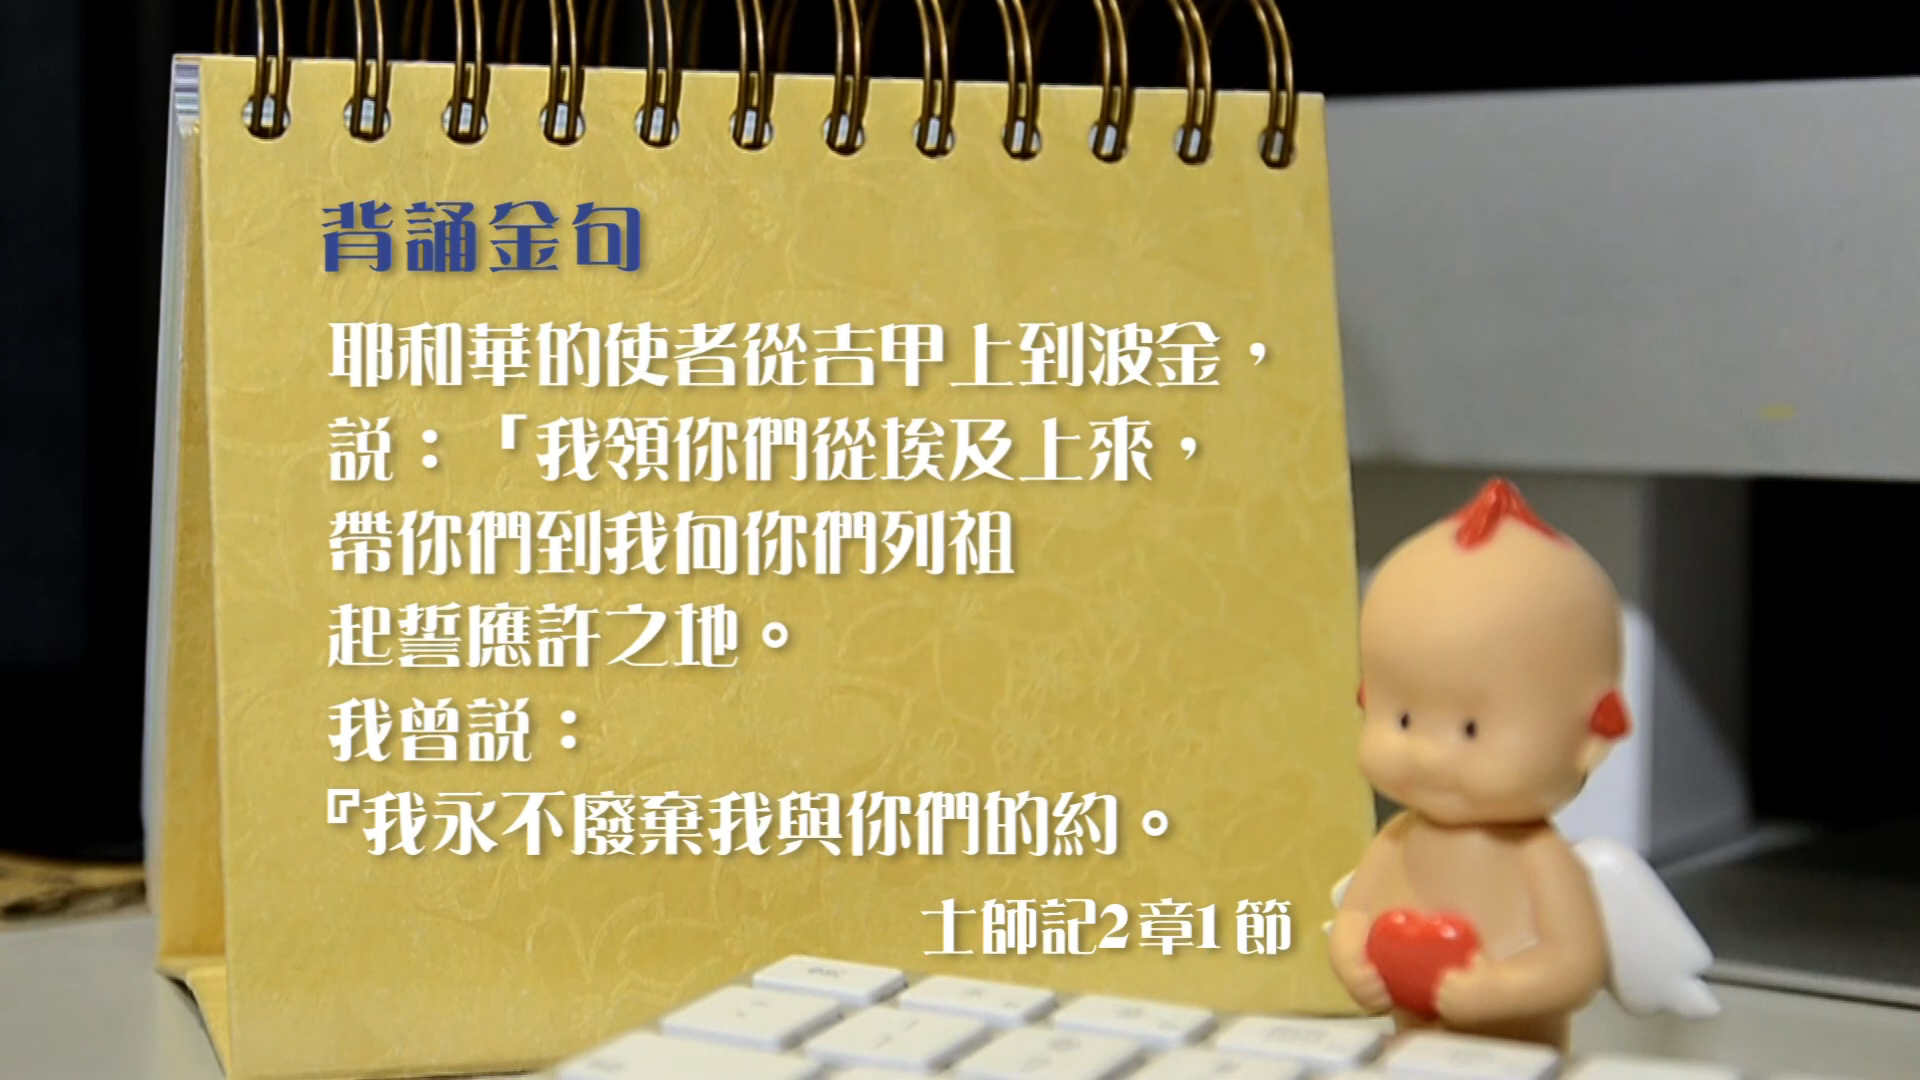 背誦金句
耶和華的使者從吉甲上到波金，
説：「我領你們從埃及上來，
帶你們到我向你們列祖
起誓應許之地。
我曾説：
『我永不廢棄我與你們的約。
士師記2章1節